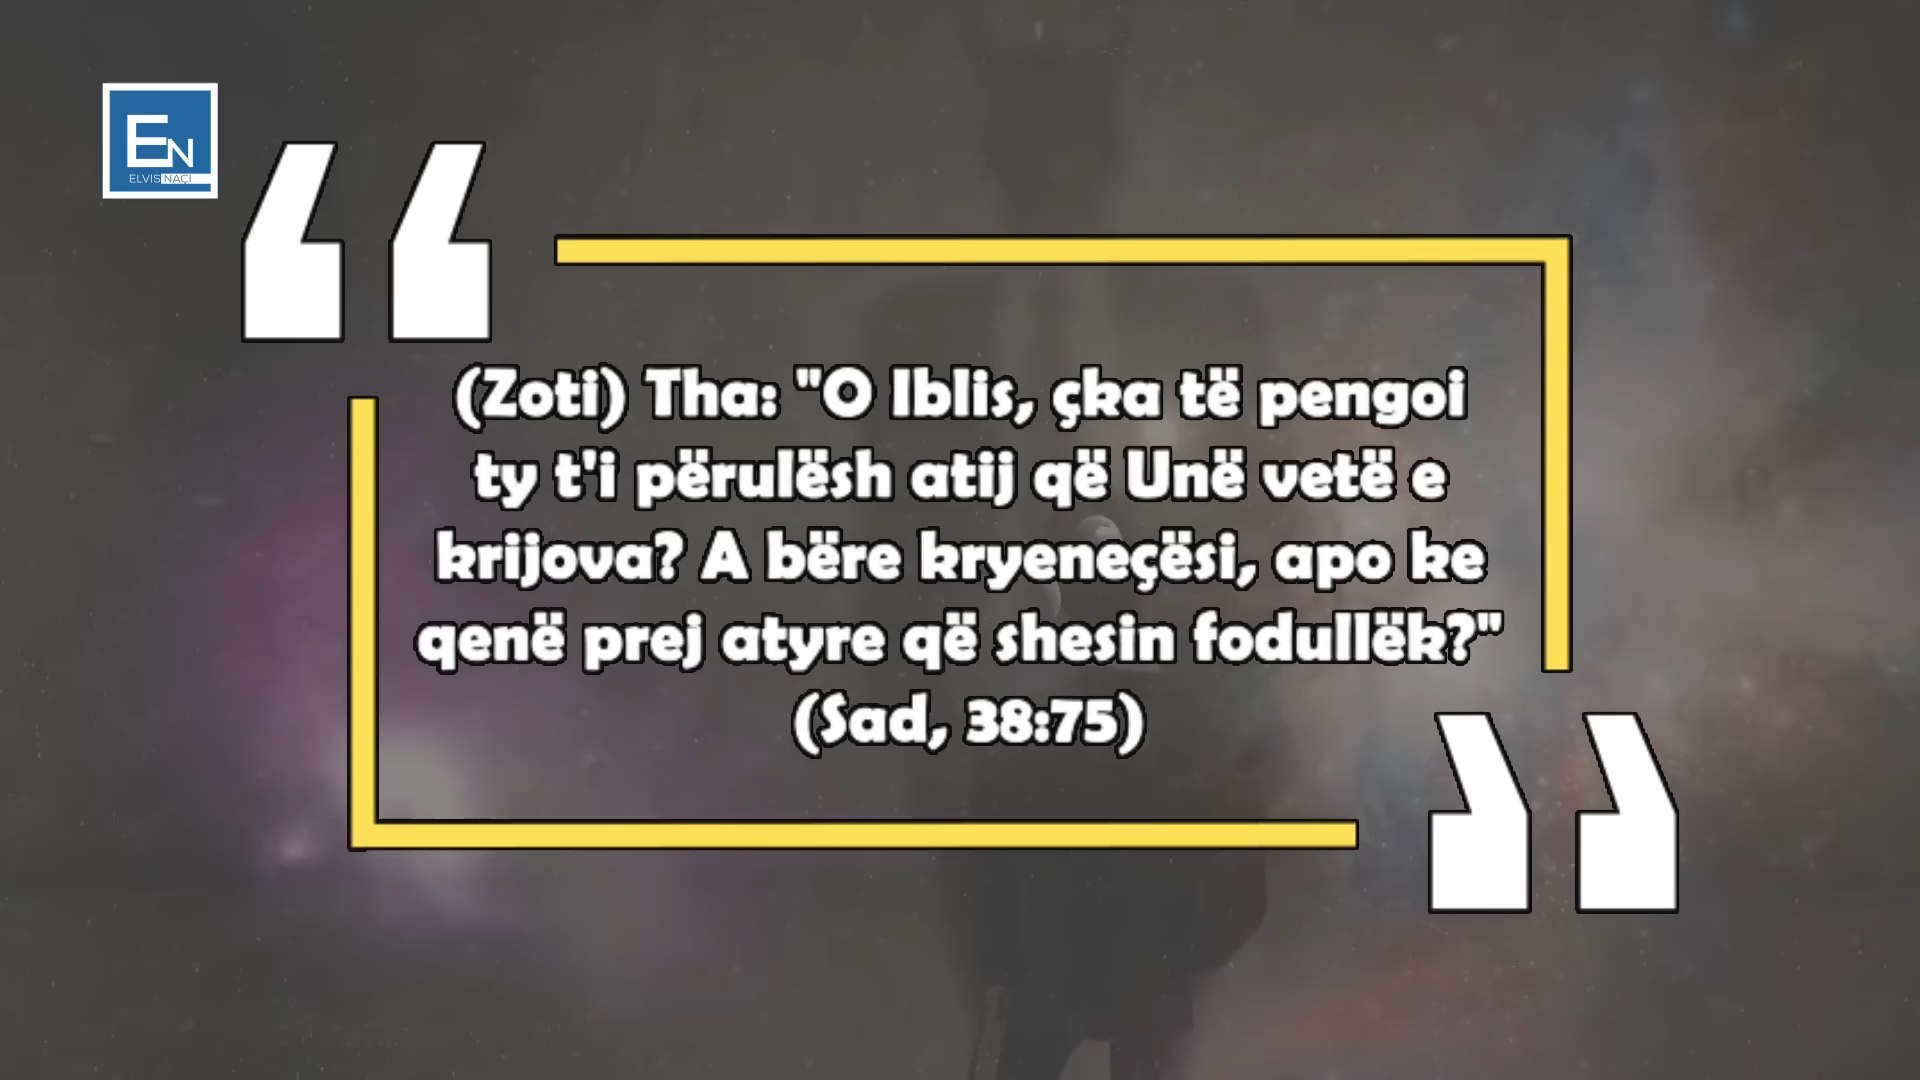 EN
ELVIS NAÇI
(Zoti) Tha: "O Iblis, çka të pengoi
ty t'i përulësh atij që Unë vetë e
krijova? A bëre kryeneçësi, apo ke
qenë prej atyre që shesin fodullëk?"
(Sad, 38:75)